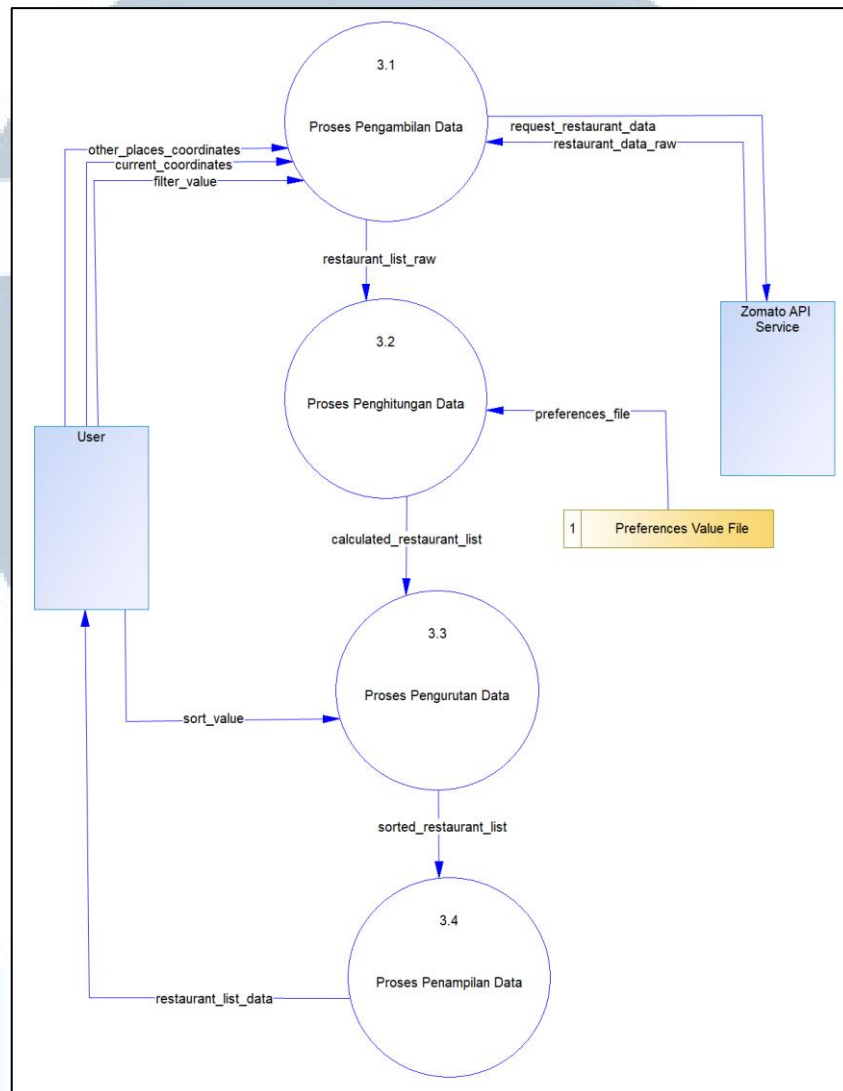 3.1
Proses Pengambilan Data
other_places_coordinates
current_coordinates
filter_value
request_restaurant_data
restaurant_data_raw
restaurant_list_raw
Zomato API
Service
3.2
Proses Penghitungan Data
preferences_file
User
1 Preferences Value File
calculated_restaurant_list
3.3
Proses Pengurutan Data
sort_value
sorted_restaurant_list
3.4
Proses Penampilan Data
restaurant_list_data